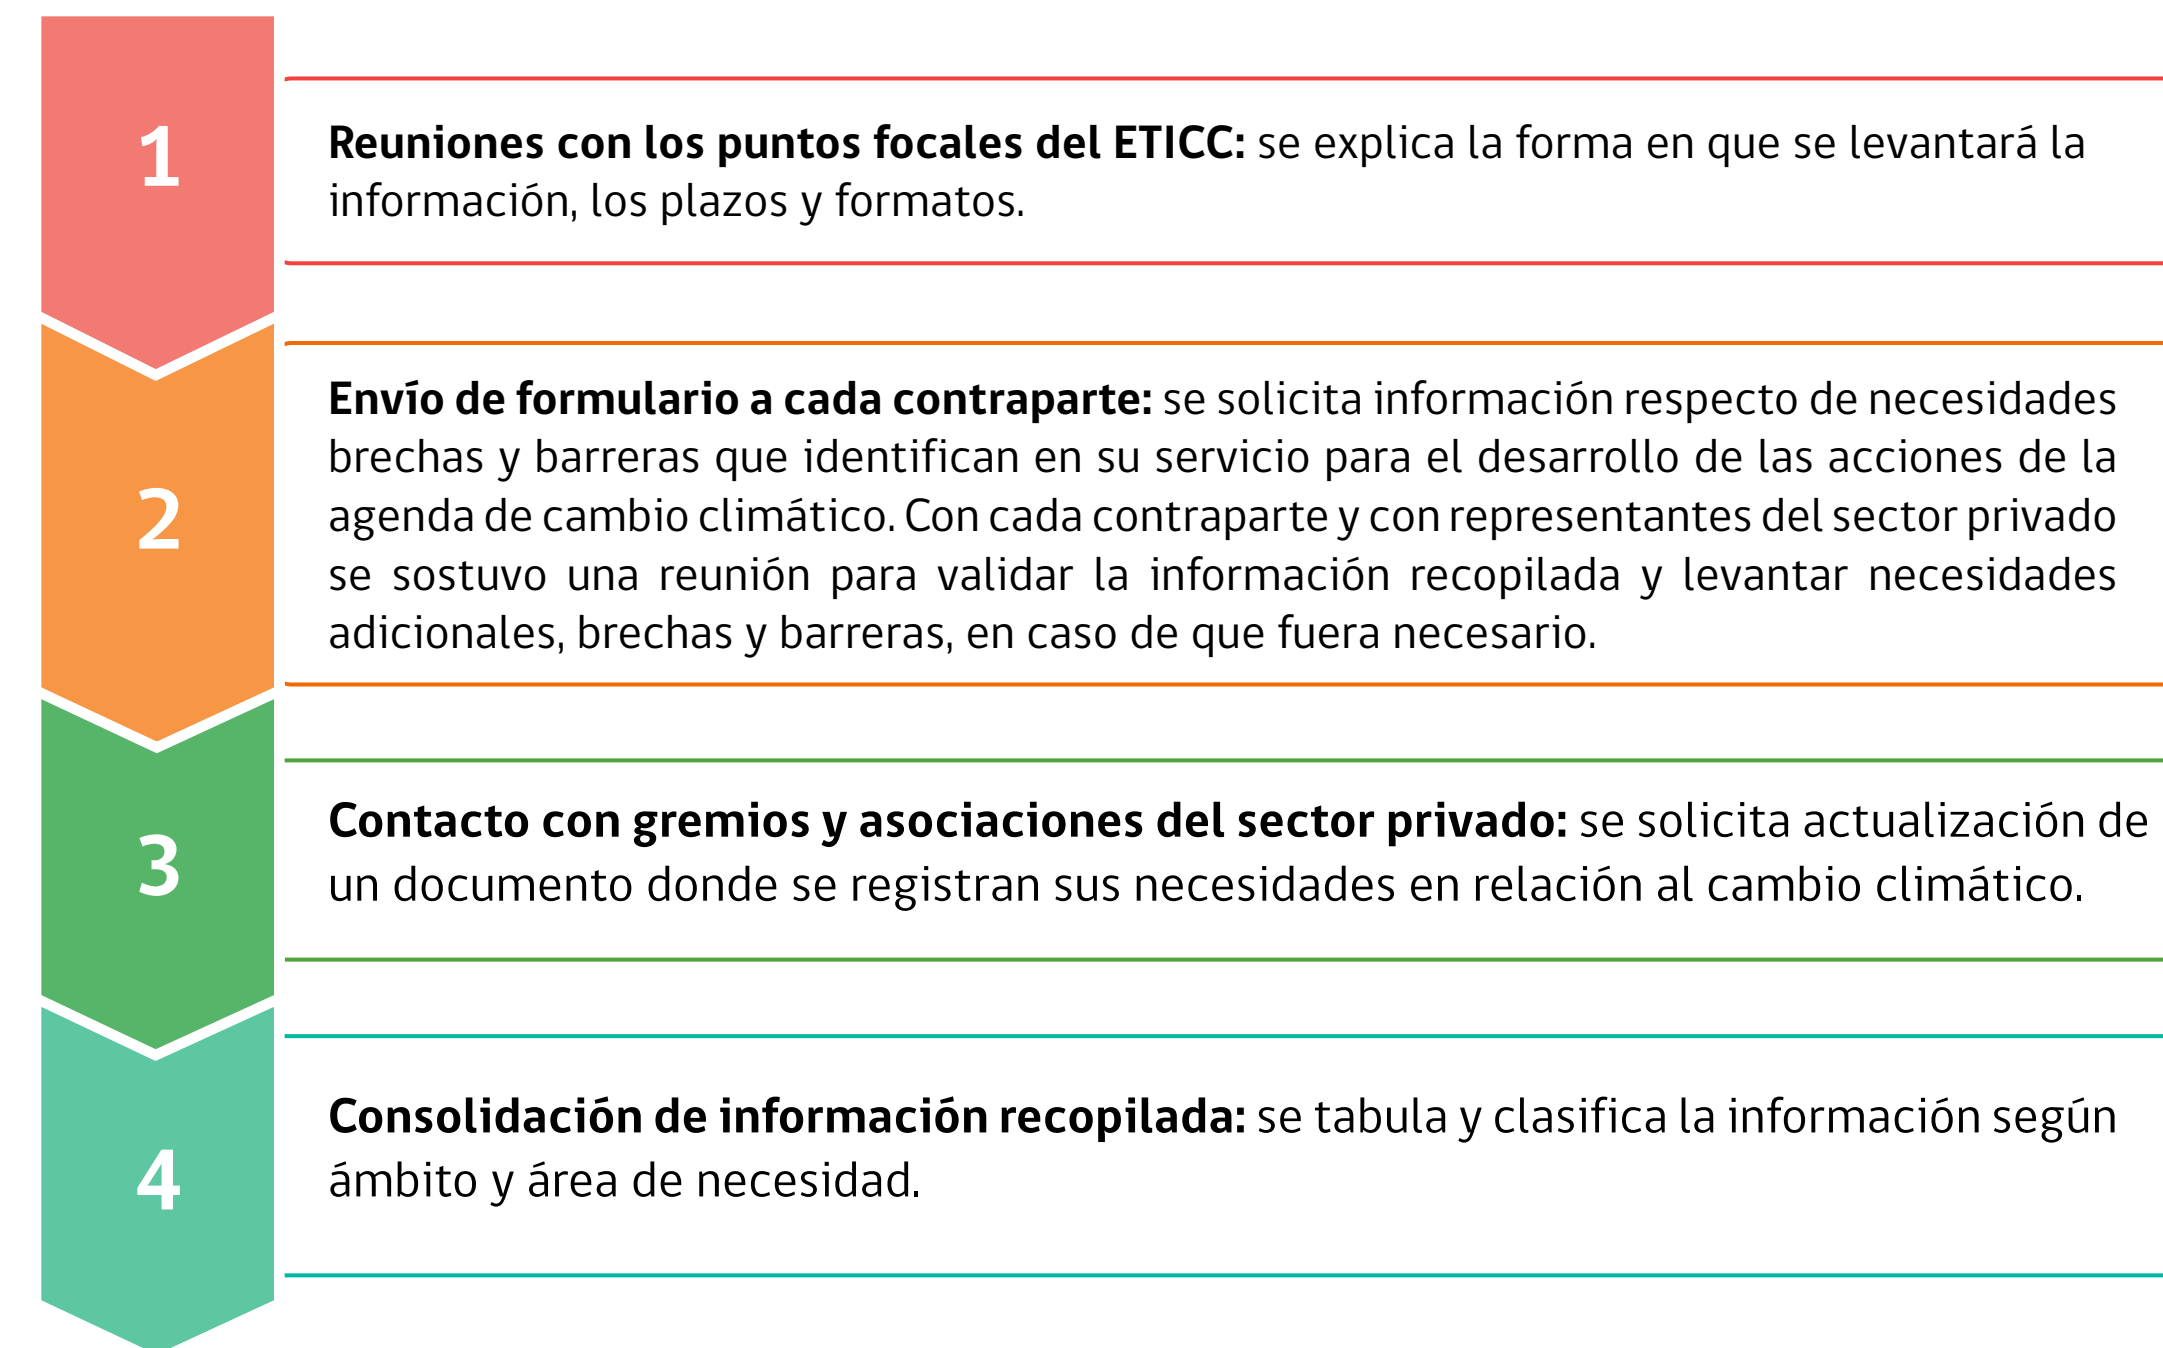 1
Reuniones con los puntos focales del ETICC: se explica la forma en que se levantará la
información, los plazos y formatos.
2
Envío de formulario a cada contraparte: se solicita información respecto de necesidades
brechas y barreras que identifican en su servicio para el desarrollo de las acciones de la
agenda de cambio climático. Con cada contraparte y con representantes del sector privado
se sostuvo una reunión para validar la información recopilada y levantar necesidades
adicionales, brechas y barreras, en caso de que fuera necesario.
3
Contacto con gremios y asociaciones del sector privado: se solicita actualización de
un documento donde se registran sus necesidades en relación al cambio climático.
4
Consolidación de información recopilada: se tabula y clasifica la información según
ámbito y área de necesidad.